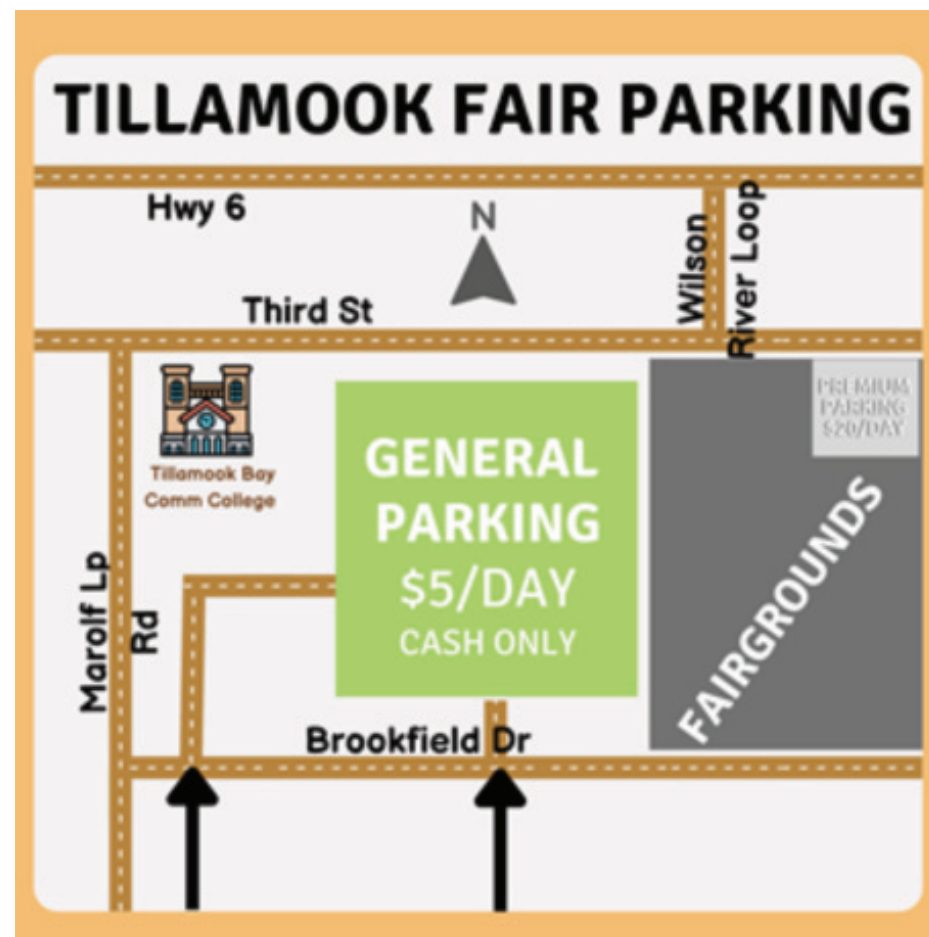 TILLAMOOK FAIR PARKING
Hwy 6
N
Wilson
River Loop
Third St
PREMIUM
PARKING
$20/DAY
Tillamook Bay
Comm College
GENERAL
PARKING
$5/DAY
CASH ONLY
FAIRGROUNDS
Marolf Lp
Rd
Brookfield Dr